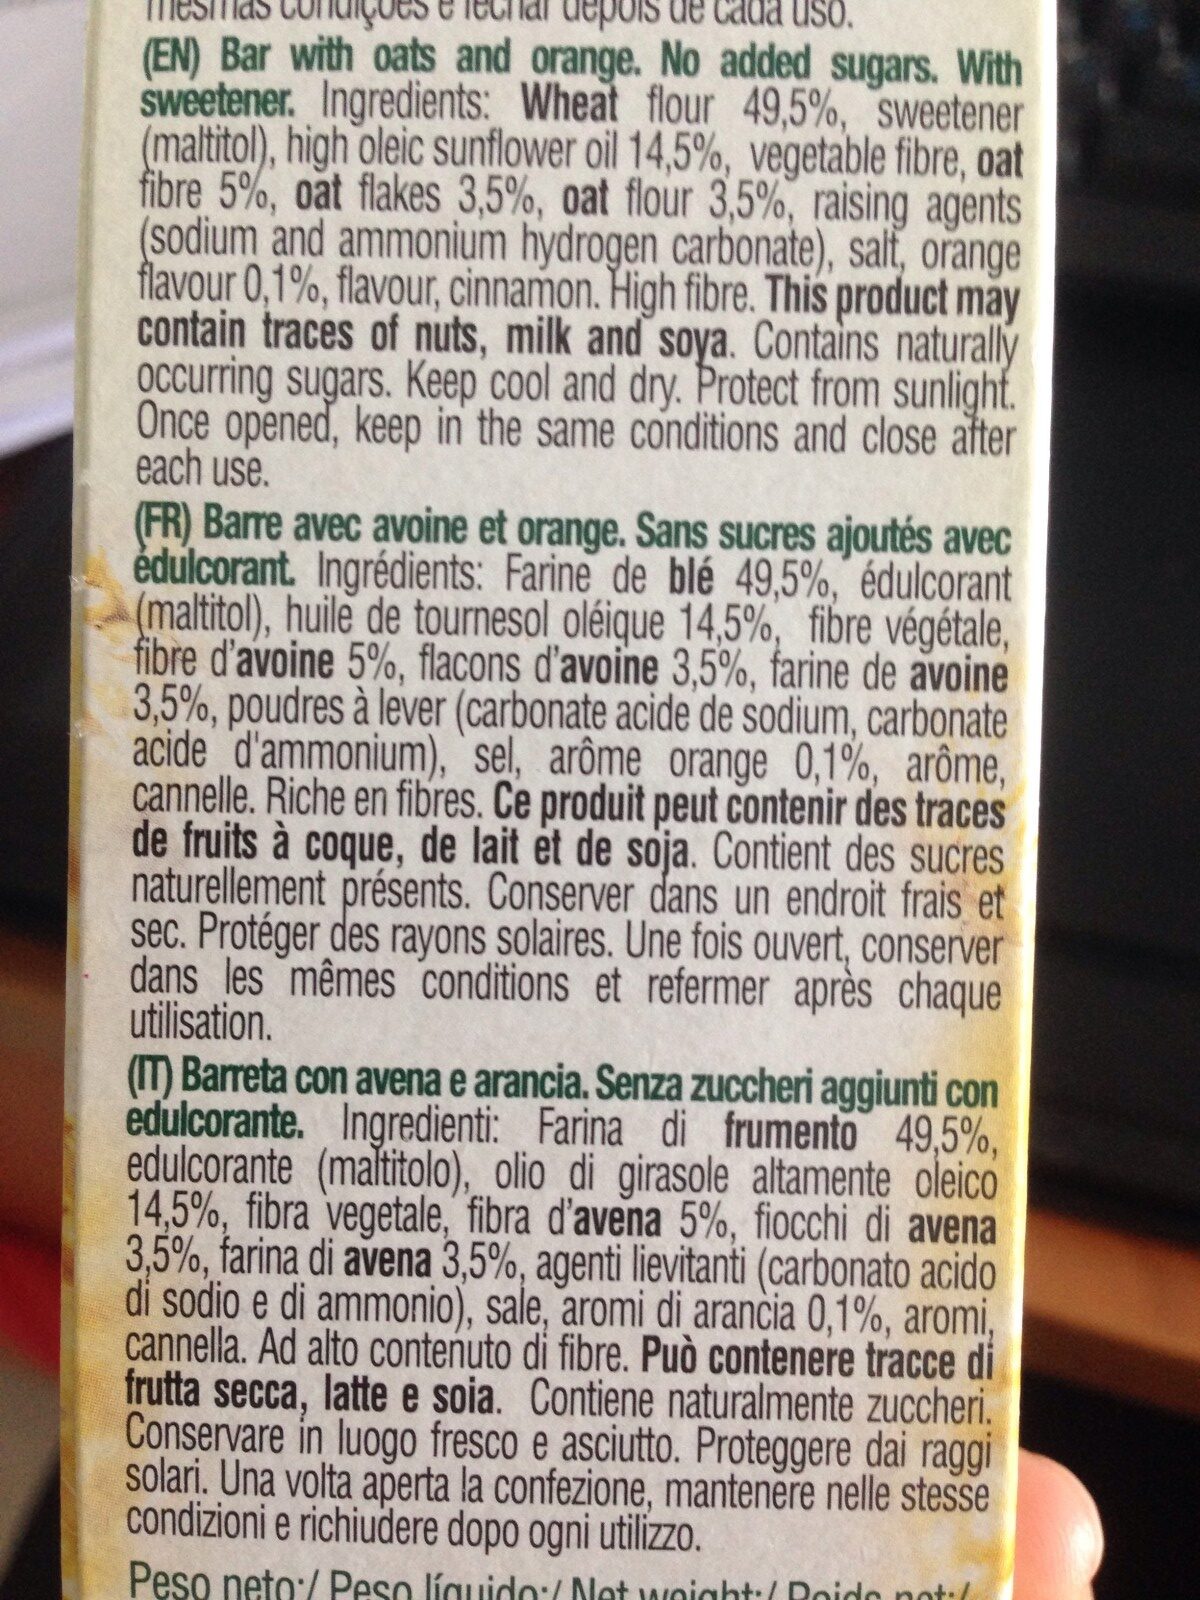 mesmas condições e fechar depois de cada uso.
(EN) Bar with oats and orange. No added sugars. With
sweetener. Ingredients: Wheat flour 49,5%, sweetener
(maltitol), high oleic sunflower oil 14,5%, vegetable fibre, oat
fibre 5%, oat flakes 3,5%, oat flour 3,5%, raising agents
(sodium and ammonium hydrogen carbonate), salt, orange
flavour 0,1%, flavour, cinnamon. High fibre. This product may
contain traces of nuts, milk and soya. Contains naturally
occurring sugars. Keep cool and dry. Protect from sunlight.
Once opened, keep in the same conditions and close after
each use.
(FR) Barre avec avoine et orange. Sans sucres ajoutés avec
édulcorant. Ingrédients: Farine de blé 49,5%, édulcorant
(maltitol), huile de tournesol oléique 14,5%, fibre végétale,
fibre d'avoine 5%, flacons d'avoine 3,5%, farine de avoine
3,5%, poudres à lever (carbonate acide de sodium, carbonate
acide d'ammonium), sel, arôme orange 0,1%, arôme,
cannelle. Riche en fibres. Ce produit peut contenir des traces
de fruits à coque, de lait et de soja. Contient des sucres
naturellement présents. Conserver dans un endroit frais et
sec. Protéger des rayons solaires. Une fois ouvert, conserver
dans les mêmes conditions et refermer après chaque
utilisation.
(IT) Barreta con avena e arancia. Senza zuccheri aggiunti con
edulcorante. Ingredienti: Farina di frumento 49,5%,
edulcorante (maltitolo), olio di girasole altamente oleico
14,5%, fibra vegetale, fibra d'avena 5%, fiocchi di avena
3,5%, farina di avena 3,5%, agenti lievitanti (carbonato acido
di sodio e di ammonio), sale, aromi di arancia 0,1%, aromi,
cannella. Ad alto contenuto di fibre. Può contenere tracce di
frutta secca, latte e soia. Contiene naturalmente zuccheri.
Conservare in luogo fresco e asciutto. Proteggere dai raggi
solari. Una volta aperta la confezione, mantenere nelle stesse
condizioni e richiudere dopo ogni utilizzo.
Peso neto:/ Peso líquido:/ Net weight:/ Poids net:/